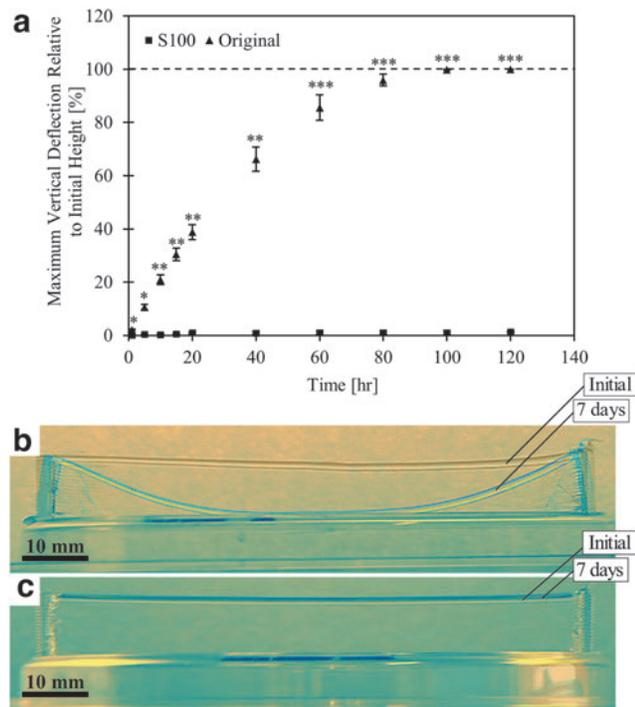 a
■ S100 ▲ Original
Maximum Vertical Deflection Relative
to Initial Height [%]
120
100
80
60
40
20
0
* * ** ** ** ** *** *** *** ***
0 20 40 60 80 100 120 140
Time [hr]
b
Initial
7 days
10 mm
c
Initial
7 days
10 mm